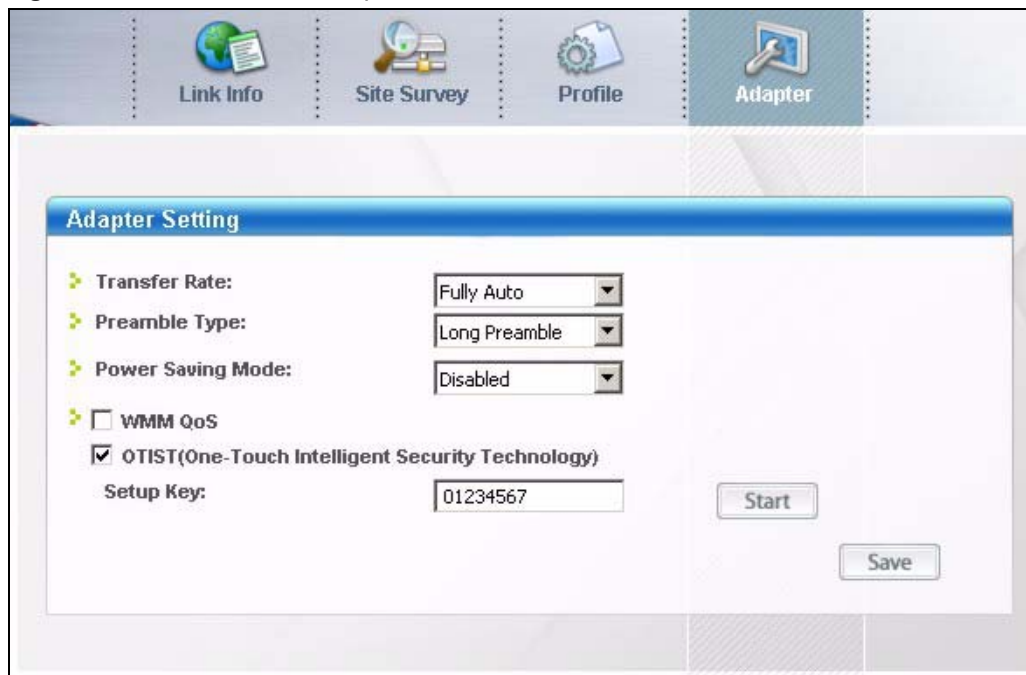 Link Info
Site Survey
Profile
Adapter
Adapter Setting
Transfer Rate: Fully Auto
Preamble Type: Long Preamble
Power Saving Mode: Disabled
WMM QoS
OTIST(One-Touch Intelligent Security Technology)
Setup Key: 01234567 Start
Save